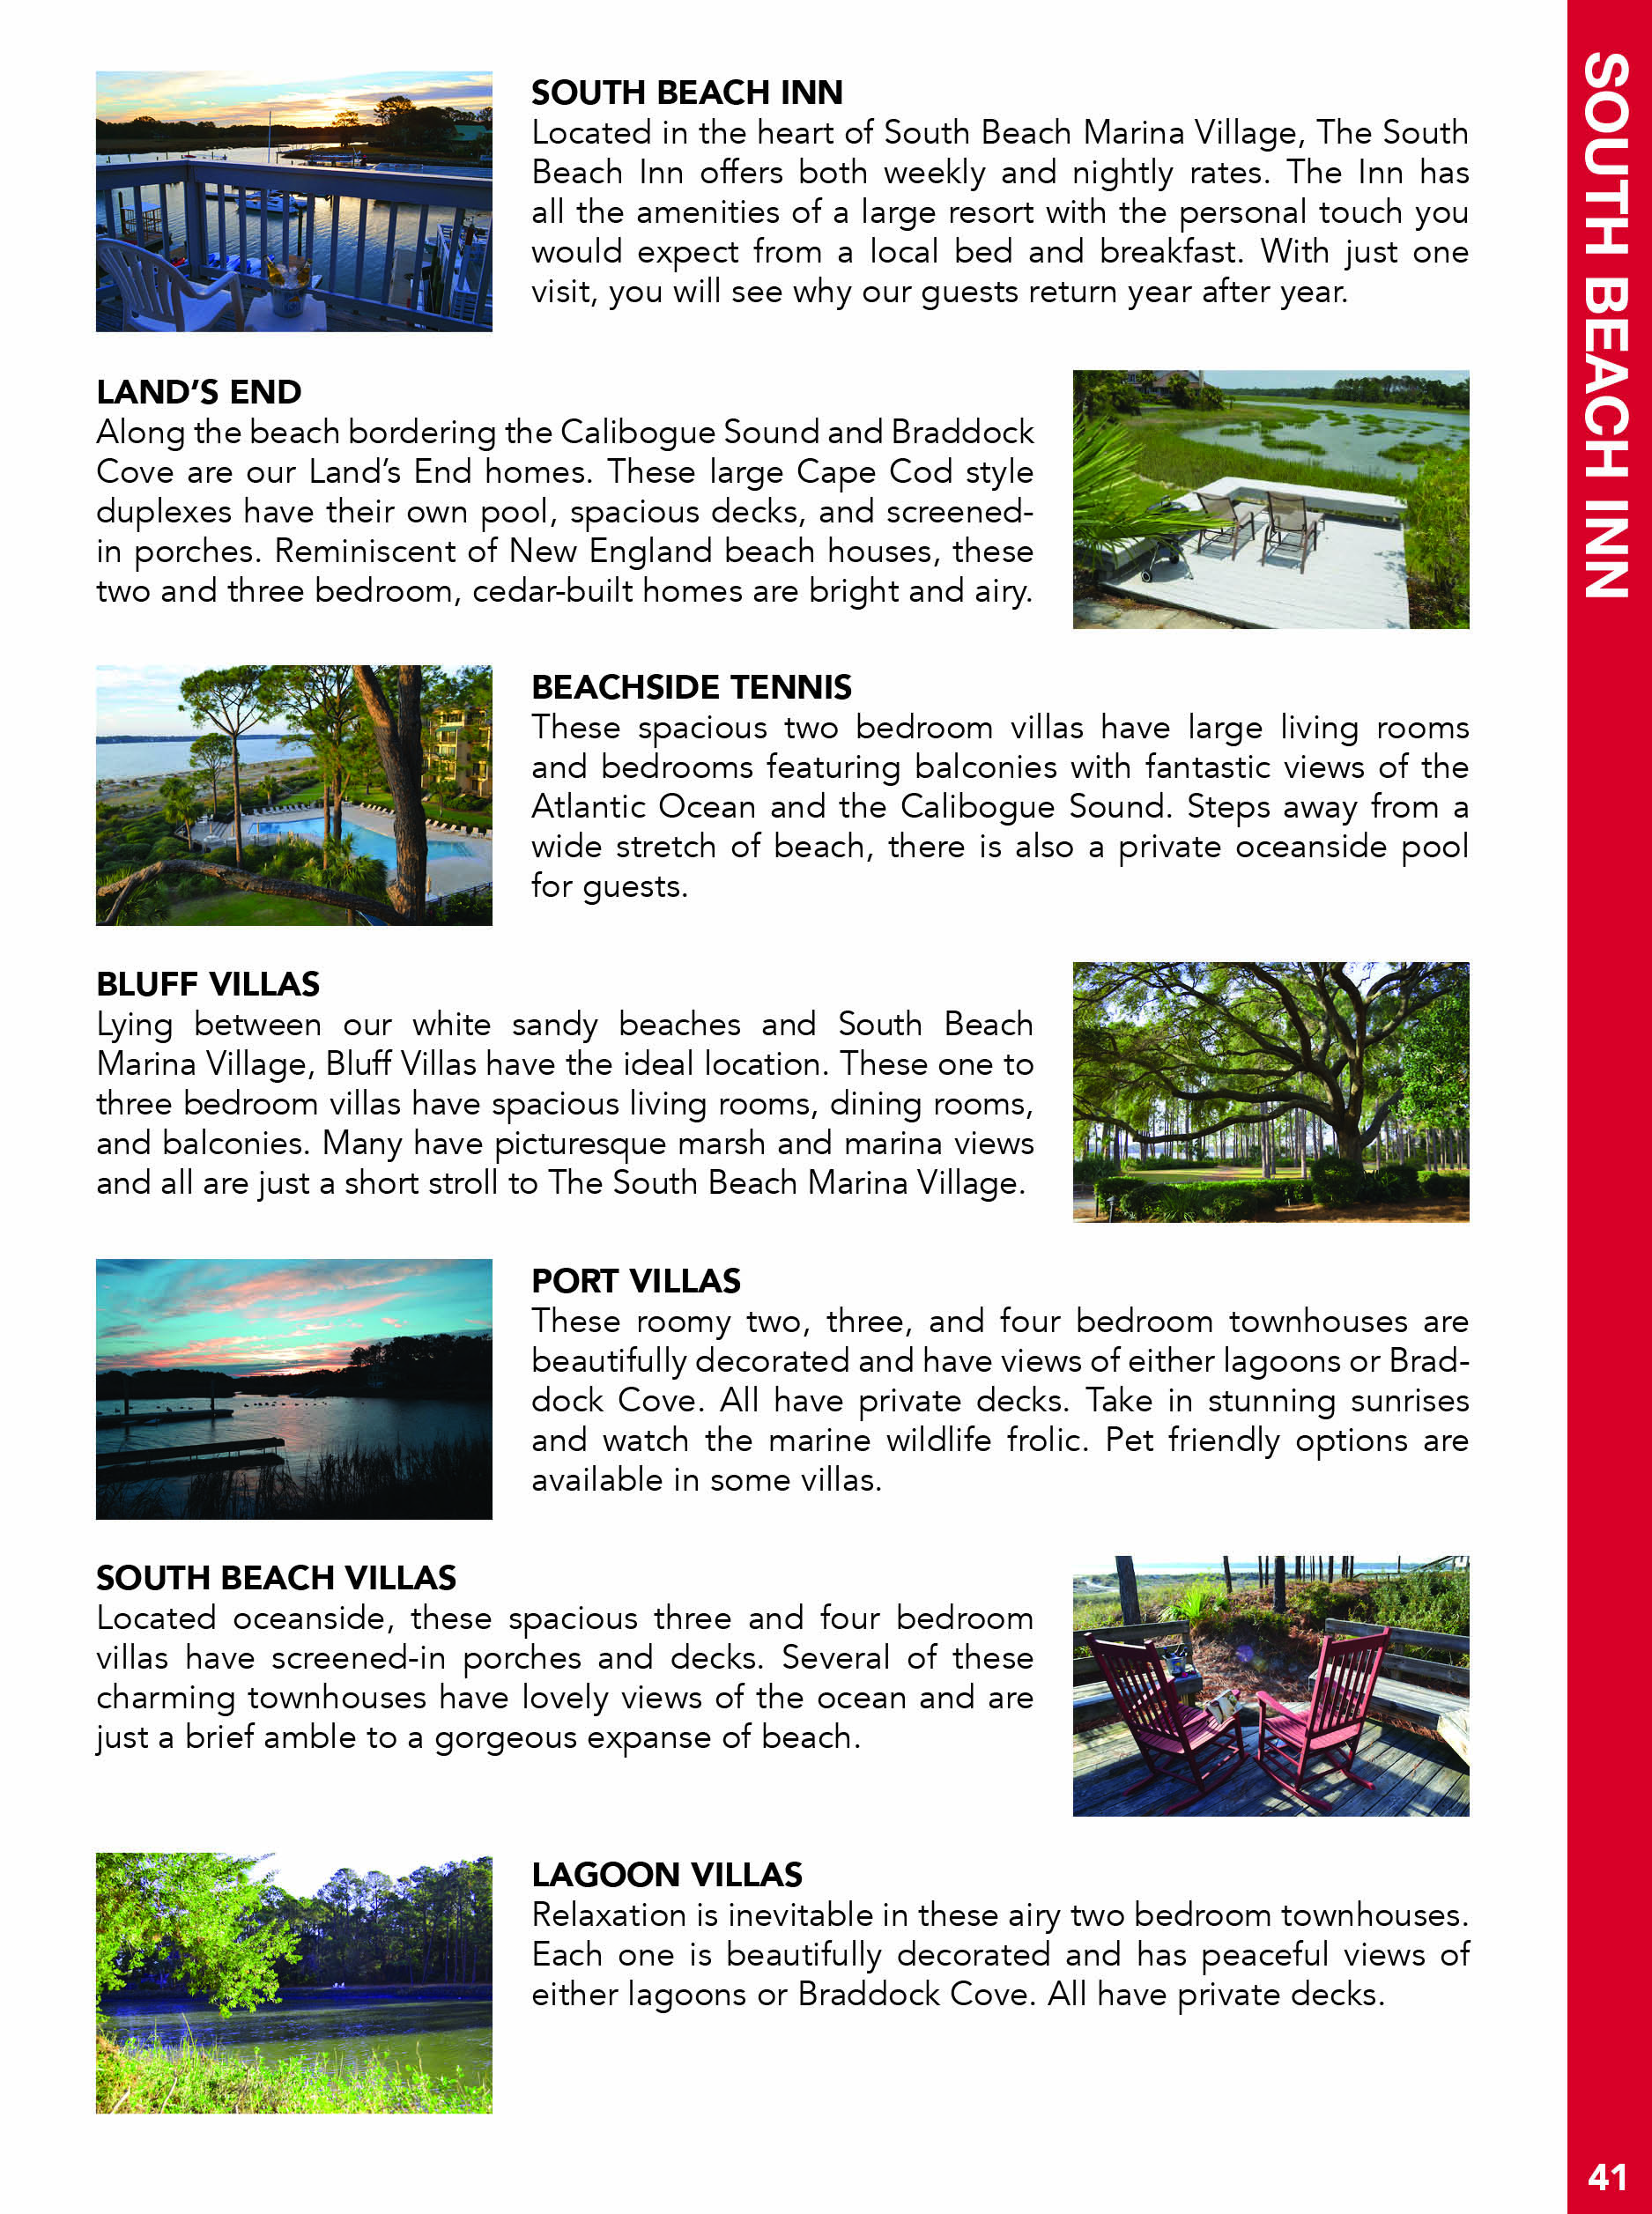 SOUTH BEACH INN
Located in the heart of South Beach Marina Village, The South
Beach Inn offers both weekly and nightly rates. The Inn has
all the amenities of a large resort with the personal touch you
would expect from a local bed and breakfast. With just one
visit, you will see why our guests return year after year.
LAND’S END
Along the beach bordering the Calibogue Sound and Braddock
Cove are our Land’s End homes. These large Cape Cod style
duplexes have their own pool, spacious decks, and screened-
in porches. Reminiscent of New England beach houses, these
two and three bedroom, cedar-built homes are bright and airy.
BEACHSIDE TENNIS
These spacious two bedroom villas have large living rooms
and bedrooms featuring balconies with fantastic views of the
Atlantic Ocean and the Calibogue Sound. Steps away from a
wide stretch of beach, there is also a private oceanside pool
for guests.
BLUFF VILLAS
Lying between our white sandy beaches and South Beach
Marina Village, Bluff Villas have the ideal location. These one to
three bedroom villas have spacious living rooms, dining rooms,
and balconies. Many have picturesque marsh and marina views
and all are just a short stroll to The South Beach Marina Village.
PORT VILLAS
These roomy two, three, and four bedroom townhouses are
beautifully decorated and have views of either lagoons or Brad-
dock Cove. All have private decks. Take in stunning sunrises
and watch the marine wildlife frolic. Pet friendly options are
available in some villas.
SOUTH BEACH VILLAS
Located oceanside, these spacious three and four bedroom
villas have screened-in porches and decks. Several of these
charming townhouses have lovely views of the ocean and are
just a brief amble to a gorgeous expanse of beach.
LAGOON VILLAS
Relaxation is inevitable in these airy two bedroom townhouses.
Each one is beautifully decorated and has peaceful views of
either lagoons or Braddock Cove. All have private decks.
SOUTH BEACH INN
41